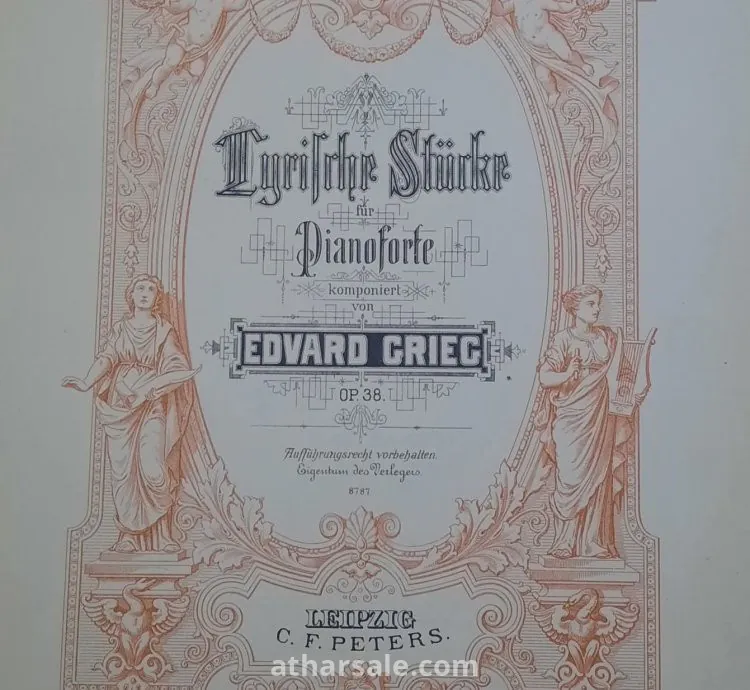 Lyrische Stücke
für
Pianoforte
komponiert
von
EDVARD GRIEG
OP. 38.
Aufführungsrecht vorbehalten.
Eigentum des Verlegers.
8787
LEIPZIG
C. F. PETERS.
atharsale.com